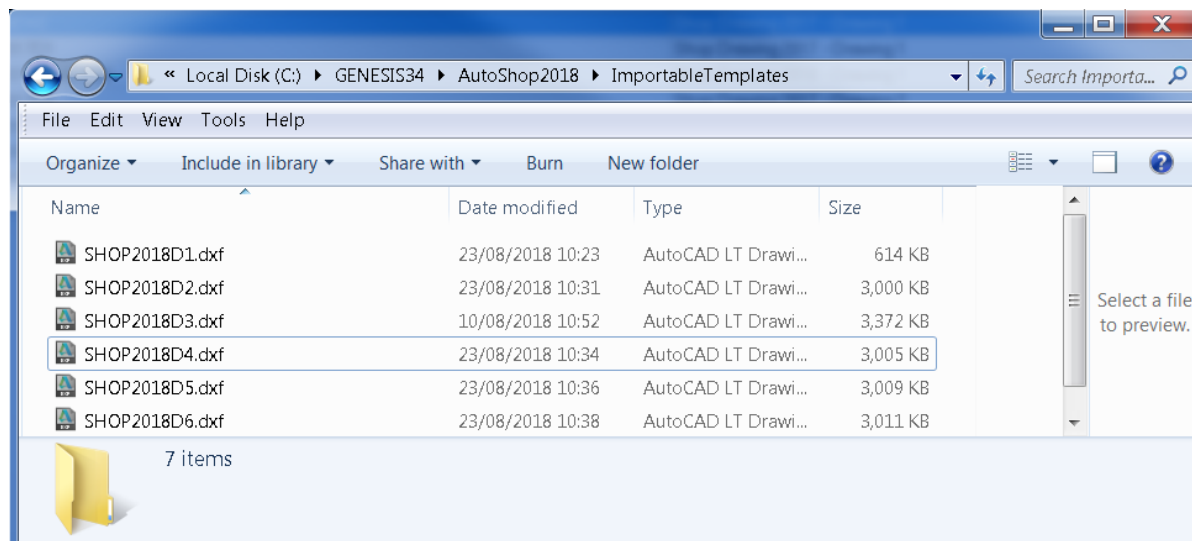 « Local Disk (C:) ▸ GENESIS34 ▸ AutoShop2018 ▸ ImportableTemplates Search Importa...
File Edit View Tools Help
Organize Include in library Share with Burn New folder
Name Date modified Type Size
SHOP2018D1.dxf 23/08/2018 10:23 AutoCAD LT Drawi... 614 KB
SHOP2018D2.dxf 23/08/2018 10:31 AutoCAD LT Drawi... 3,000 KB
SHOP2018D3.dxf 10/08/2018 10:52 AutoCAD LT Drawi... 3,372 KB
SHOP2018D4.dxf 23/08/2018 10:34 AutoCAD LT Drawi... 3,005 KB
SHOP2018D5.dxf 23/08/2018 10:36 AutoCAD LT Drawi... 3,009 KB
SHOP2018D6.dxf 23/08/2018 10:38 AutoCAD LT Drawi... 3,011 KB
Select a file
to preview.
7 items